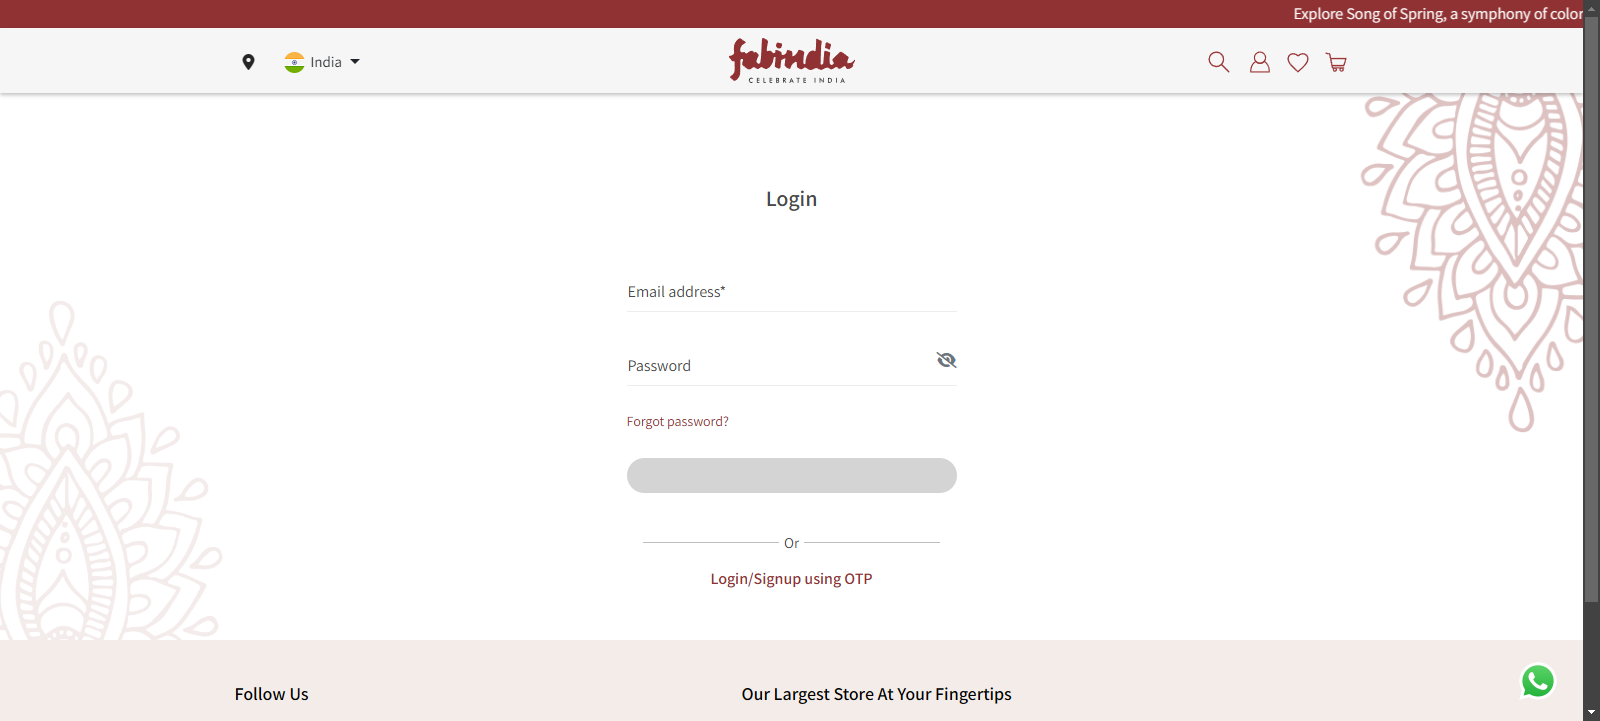 Explore Song of Spring, a symphony of color
India
fabindia
CELEBRATE INDIA
Login
Email address*
Password
Forgot password?
Or
Login/Signup using OTP
Follow Us
Our Largest Store At Your Fingertips